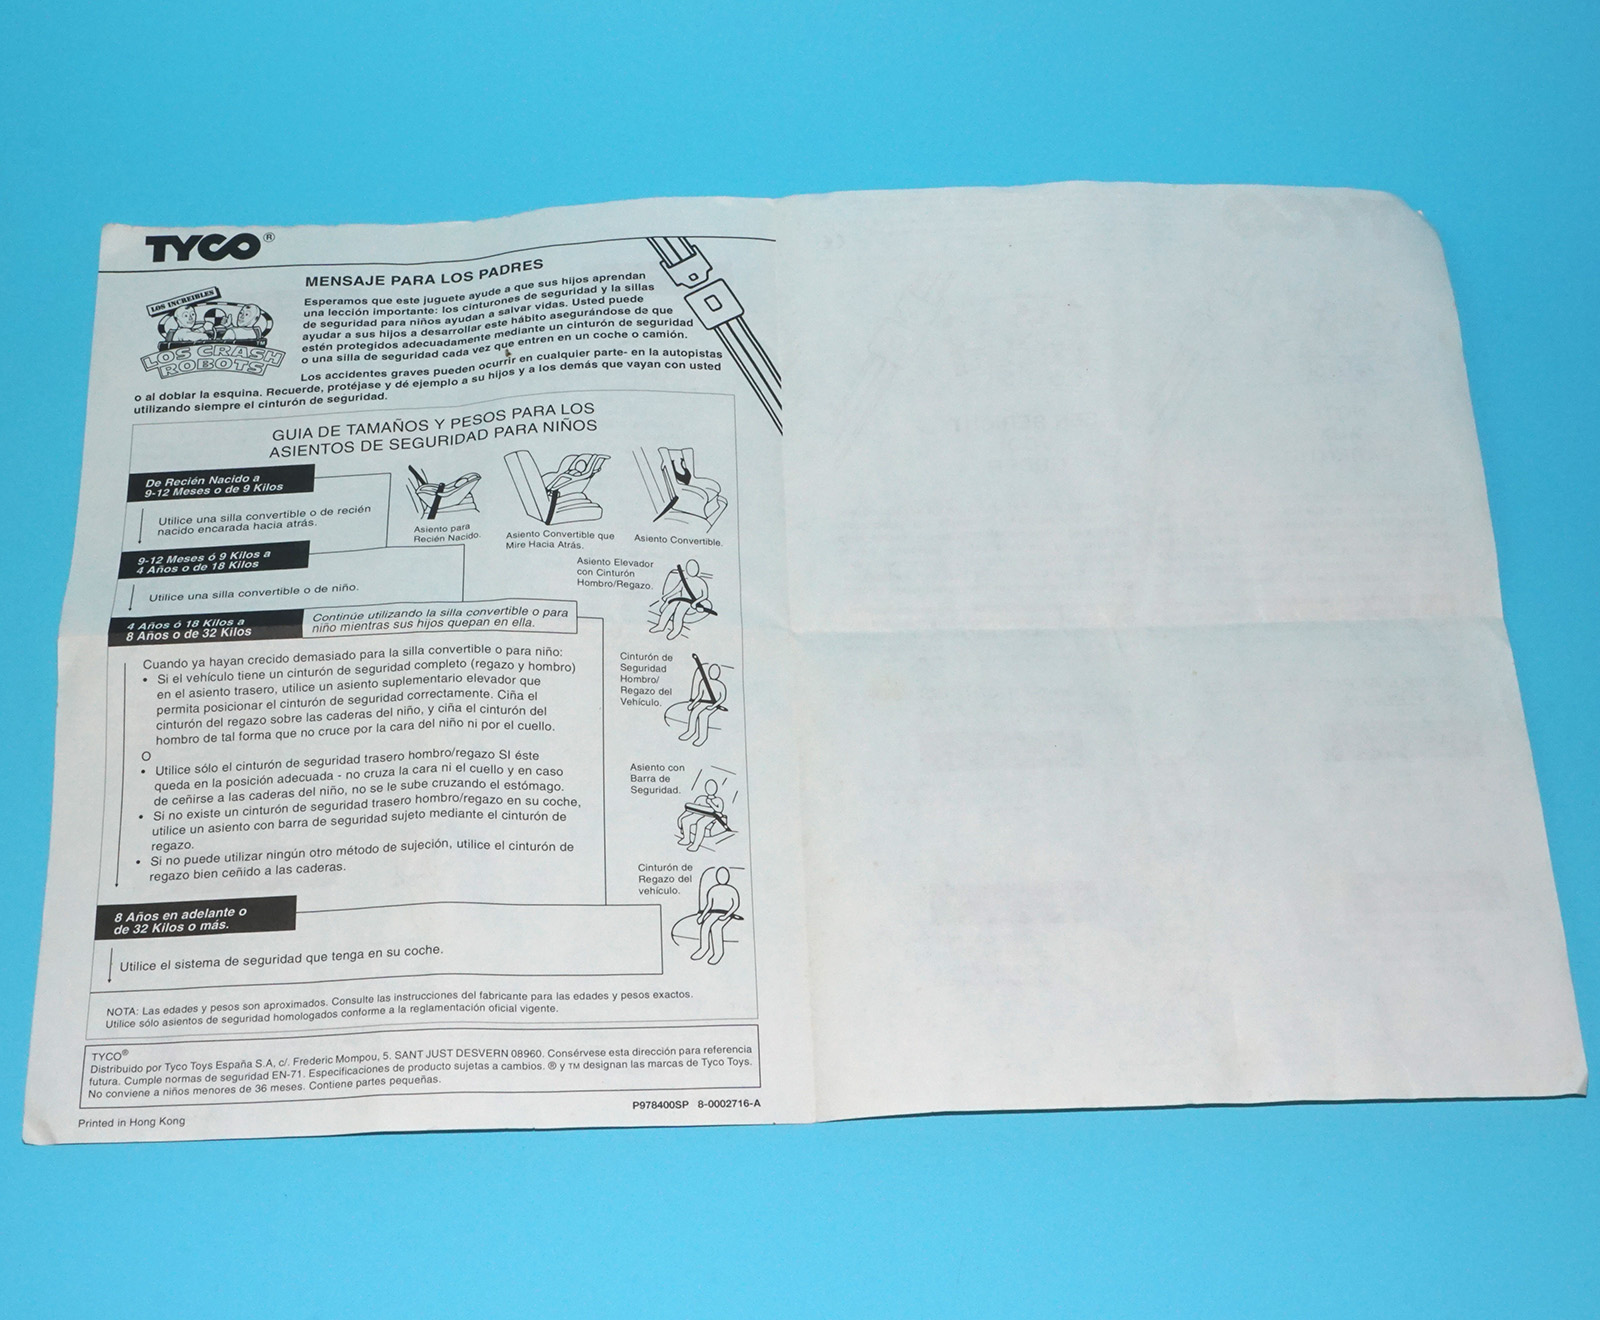 TYCO®
MENSAJE PARA LOS PADRES
LOS INCREIBLES
LOS CRASH
ROBOTS
TM
Esperamos que este juguete ayude a que sus hijos aprendan
una lección importante: los cinturones de seguridad y la sillas
de seguridad para niños ayudan a salvar vidas. Usted puede
ayudar a sus hijos a desarrollar este hábito asegurándose de que
estén protegidos adecuadamente mediante un cinturón de seguridad
o una silla de seguridad cada vez que entren en un coche o camión.
Los accidentes graves pueden ocurrir en cualquier parte- en la autopistas
o al doblar la esquina. Recuerde, protéjase y dé ejemplo a su hijos y a los demás que vayan con usted
utilizando siempre el cinturón de seguridad.
GUIA DE TAMAÑOS Y PESOS PARA LOS
ASIENTOS DE SEGURIDAD PARA NIÑOS
De Recién Nacido a
9-12 Meses o de 9 Kilos
Utilice una silla convertible o de recién
nacido encarada hacia atrás.
Asiento para
Recién Nacido.
Asiento Convertible que
Mire Hacia Atrás.
Asiento Convertible.
9-12 Meses ó 9 Kilos a
4 Años o de 18 Kilos
Utilice una silla convertible o de niño.
Asiento Elevador
con Cinturón
Hombro/Regazo.
4 Años ó 18 Kilos a
8 Años o de 32 Kilos
Continúe utilizando la silla convertible o para
niño mientras sus hijos quepan en ella.
Cuando ya hayan crecido demasiado para la silla convertible o para niño:
• Si el vehículo tiene un cinturón de seguridad completo (regazo y hombro)
en el asiento trasero, utilice un asiento suplementario elevador que
permita posicionar el cinturón de seguridad correctamente. Ciña el
cinturón del regazo sobre las caderas del niño, y ciña el cinturón del
hombro de tal forma que no cruce por la cara del niño ni por el cuello.
O
• Utilice sólo el cinturón de seguridad trasero hombro/regazo SI éste
queda en la posición adecuada - no cruza la cara ni el cuello y en caso
de ceñirse a las caderas del niño, no se le sube cruzando el estómago.
• Si no existe un cinturón de seguridad trasero hombro/regazo en su coche,
utilice un asiento con barra de seguridad sujeto mediante el cinturón de
regazo.
• Si no puede utilizar ningún otro método de sujeción, utilice el cinturón de
regazo bien ceñido a las caderas.
Cinturón de
Seguridad
Hombro/
Regazo del
Vehículo.
Asiento con
Barra de
Seguridad.
Cinturón de
Regazo del
vehículo.
8 Años en adelante o
de 32 Kilos o más.
Utilice el sistema de seguridad que tenga en su coche.
NOTA: Las edades y pesos son aproximados. Consulte las instrucciones del fabricante para las edades y pesos exactos.
Utilice sólo asientos de seguridad homologados conforme a la reglamentación oficial vigente.
TYCO®
Distribuido por Tyco Toys España S.A, c/. Frederic Mompou, 5. SANT JUST DESVERN 08960. Consérvese esta dirección para referencia
futura. Cumple normas de seguridad EN-71. Especificaciones de producto sujetas a cambios. ® y TM designan las marcas de Tyco Toys.
No conviene a niños menores de 36 meses. Contiene partes pequeñas.
P978400SP 8-0002716-A
Printed in Hong Kong